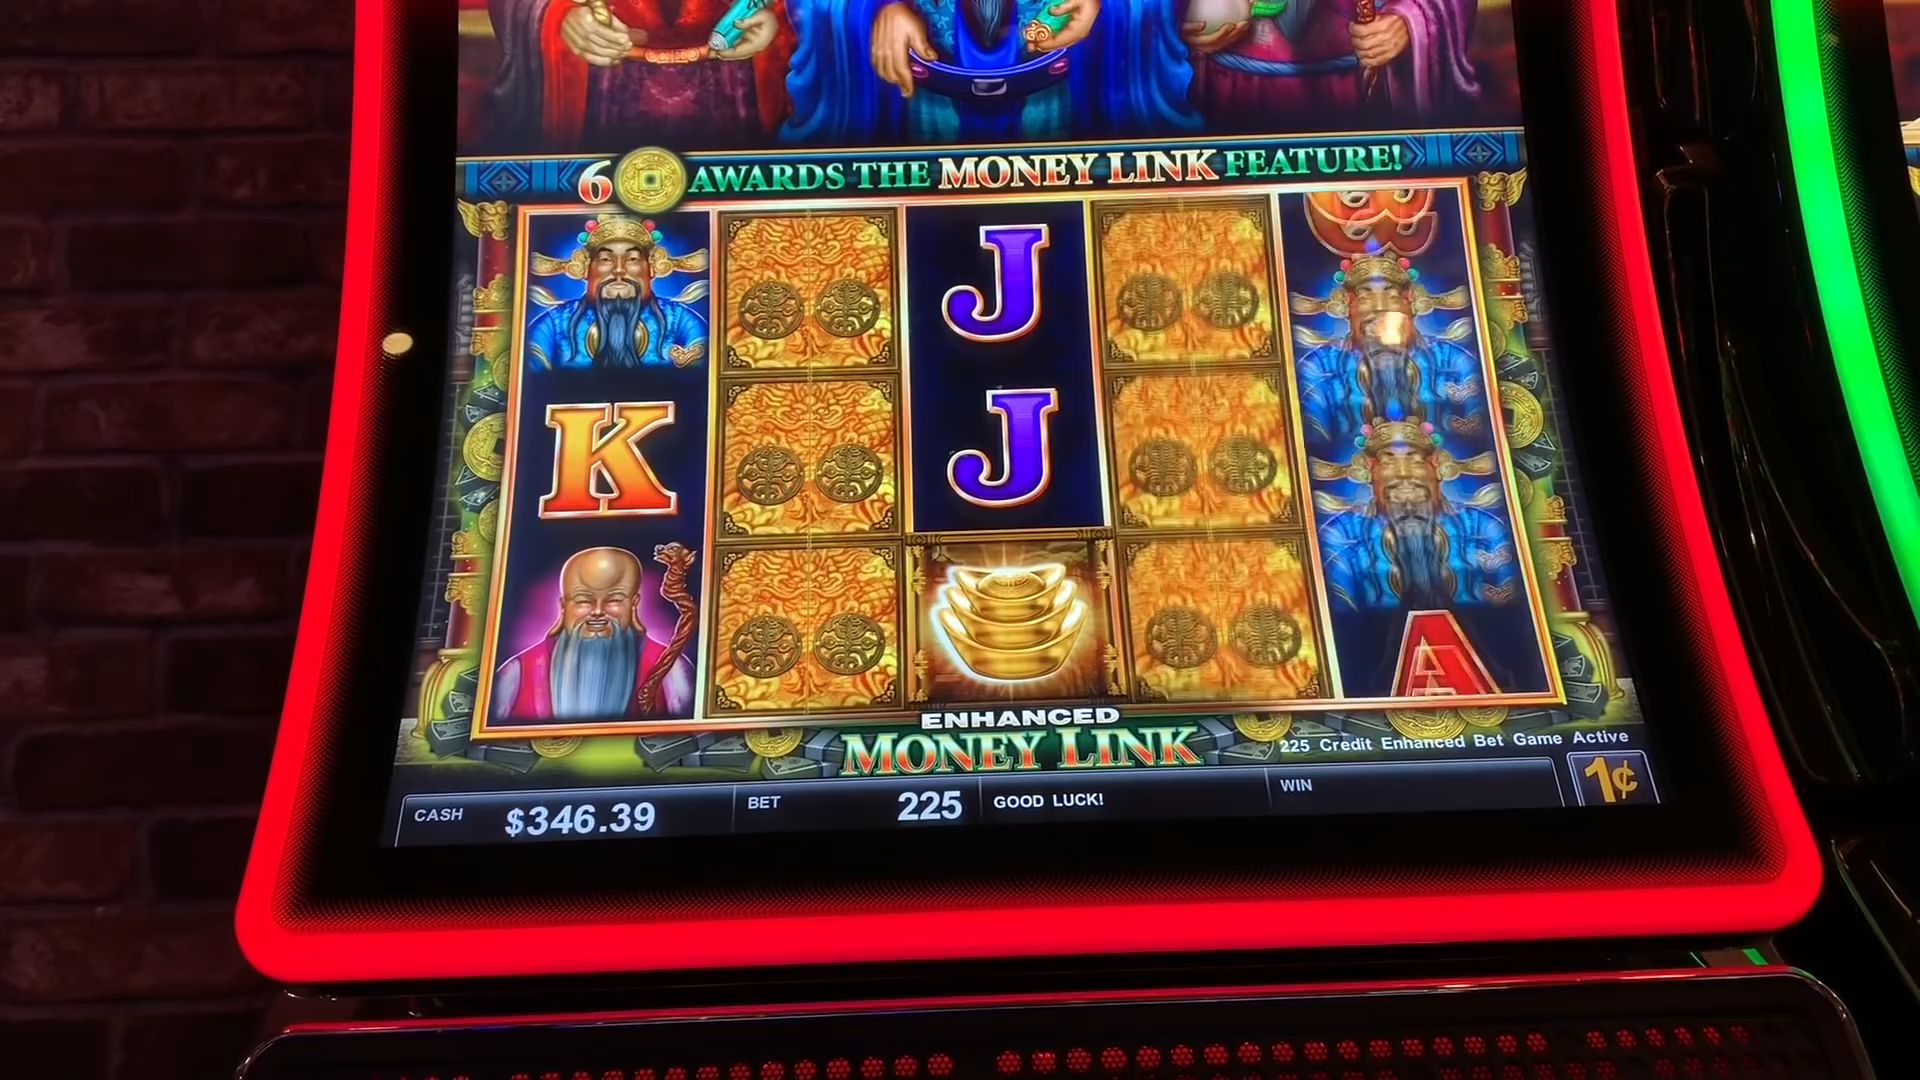 6 AWARDS THE MONEY LINK FEATURE!
J
K
J
A
ENHANCED
MONEY LINK
225 Credit Enhanced Bet Game Active
CASH $346.39
BET 225
GOOD LUCK!
WIN
1¢